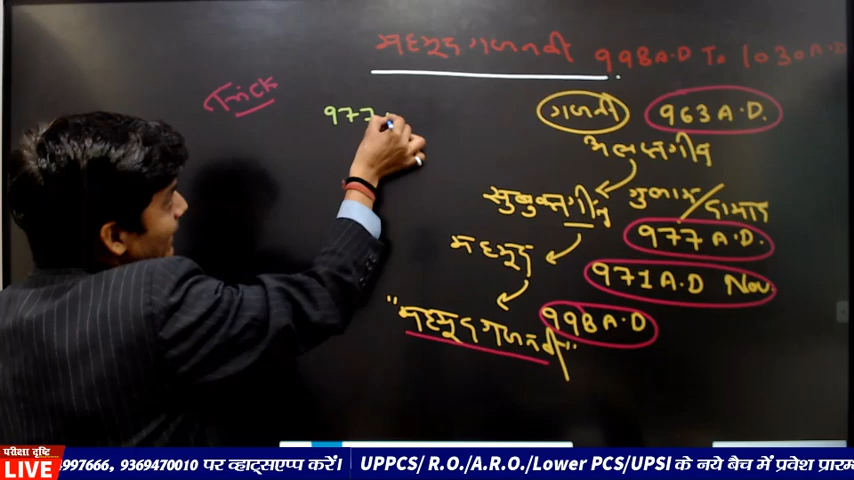 महमूद गजनवी 998 A.D To 1030 A.D
Trick
977
गजनी 963 A.D.
अलप्तगीन
सुबुक्तगीन गुलाम/दामाद
977 A.D.
महमूद
971 A.D Nov.
998 A.D
"महमूद गजनवी"
परीक्षा दृष्टि
LIVE
997666, 9369470010 पर व्हाट्सएप्प करें। UPPCS/ R.O./A.R.O./Lower PCS/UPSI के नये बैच में प्रवेश